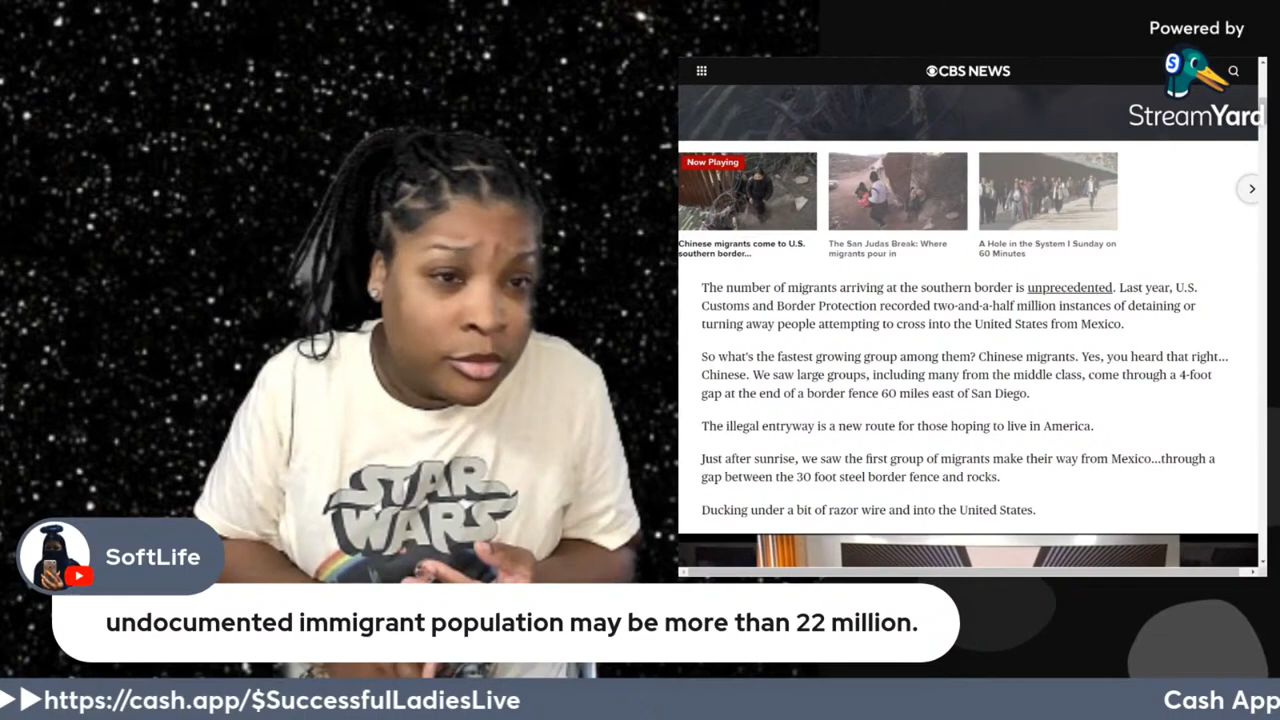 Powered by
StreamYard
CBS NEWS
Now Playing
Chinese migrants come to U.S.
southern border...
The San Judas Break: Where
migrants pour in
A Hole in the System I Sunday on
60 Minutes
The number of migrants arriving at the southern border is unprecedented. Last year, U.S.
Customs and Border Protection recorded two-and-a-half million instances of detaining or
turning away people attempting to cross into the United States from Mexico.
So what's the fastest growing group among them? Chinese migrants. Yes, you heard that right...
Chinese. We saw large groups, including many from the middle class, come through a 4-foot
gap at the end of a border fence 60 miles east of San Diego.
The illegal entryway is a new route for those hoping to live in America.
Just after sunrise, we saw the first group of migrants make their way from Mexico...through a
gap between the 30 foot steel border fence and rocks.
Ducking under a bit of razor wire and into the United States.
STAR
WARS
SoftLife
undocumented immigrant population may be more than 22 million.
https://cash.app/$SuccessfulLadiesLive
Cash App